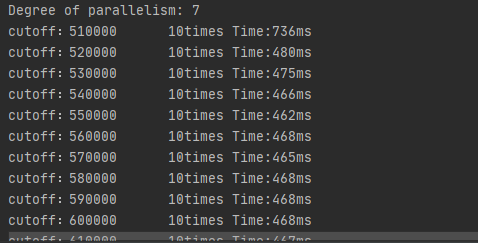 Degree of parallelism: 7
cutoff：510000      10times Time:736ms
cutoff：520000      10times Time:480ms
cutoff：530000      10times Time:475ms
cutoff：540000      10times Time:466ms
cutoff：550000      10times Time:462ms
cutoff：560000      10times Time:468ms
cutoff：570000      10times Time:465ms
cutoff：580000      10times Time:468ms
cutoff：590000      10times Time:468ms
cutoff：600000      10times Time:468ms
cutoff：610000      10times Time:467ms